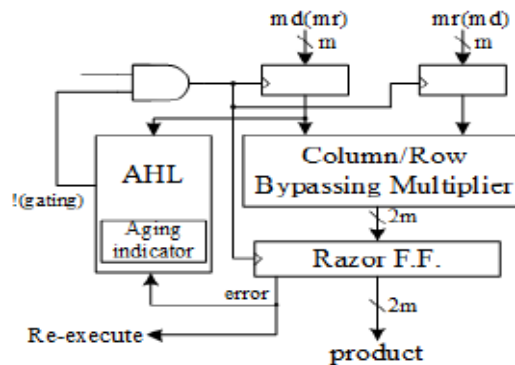 md(mr)
mr(md)
m
m
AHL
Column/Row
Bypassing Multiplier
!(gating)
Aging
indicator
2m
Razor F.F.
error
2m
Re-execute
product